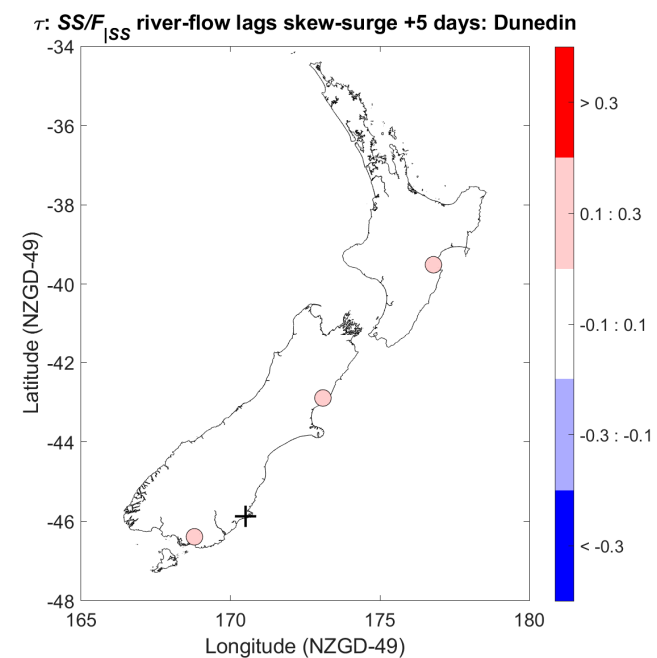 τ: SS/F|SS river-flow lags skew-surge +5 days: Dunedin
-34
-36
-38
-40
-42
-44
-46
-48
165
170
175
180
Latitude (NZGD-49)
Longitude (NZGD-49)
> 0.3
0.1 : 0.3
-0.1 : 0.1
-0.3 : -0.1
< -0.3